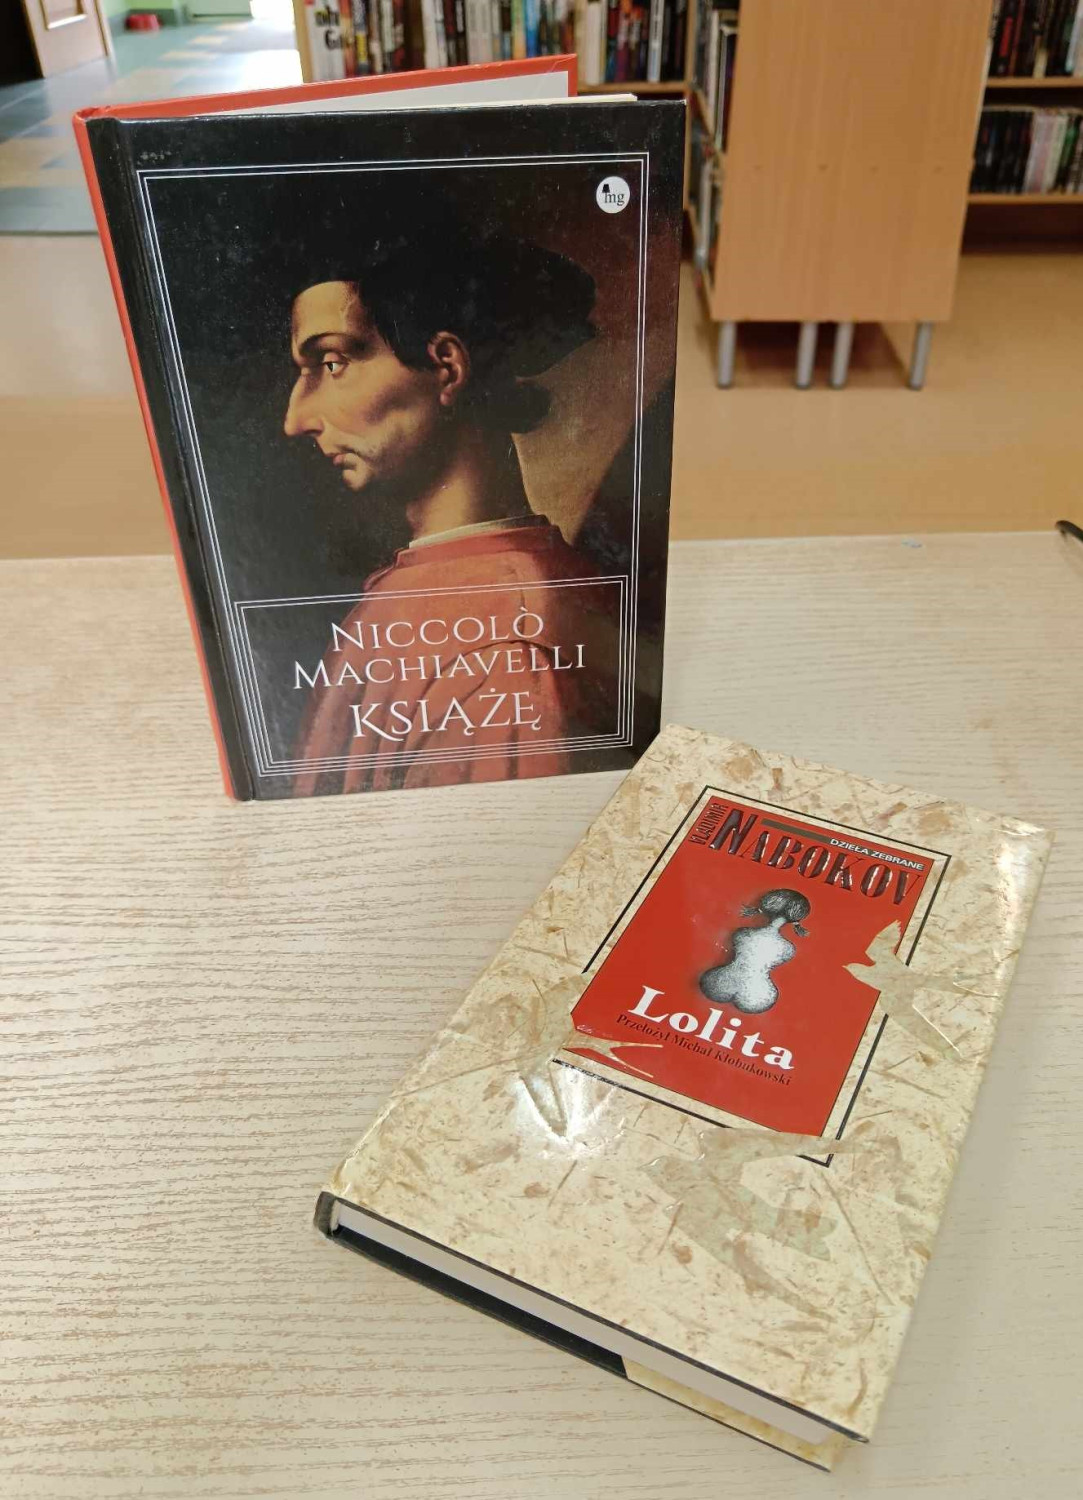 mg
NICCOLÒ
MACHIAVELLI
KSIĄŻĘ
VLADIMIR
NABOKOV
DZIEŁA ZEBRANE
Lolita
Przełożył Michał Kłobukowski